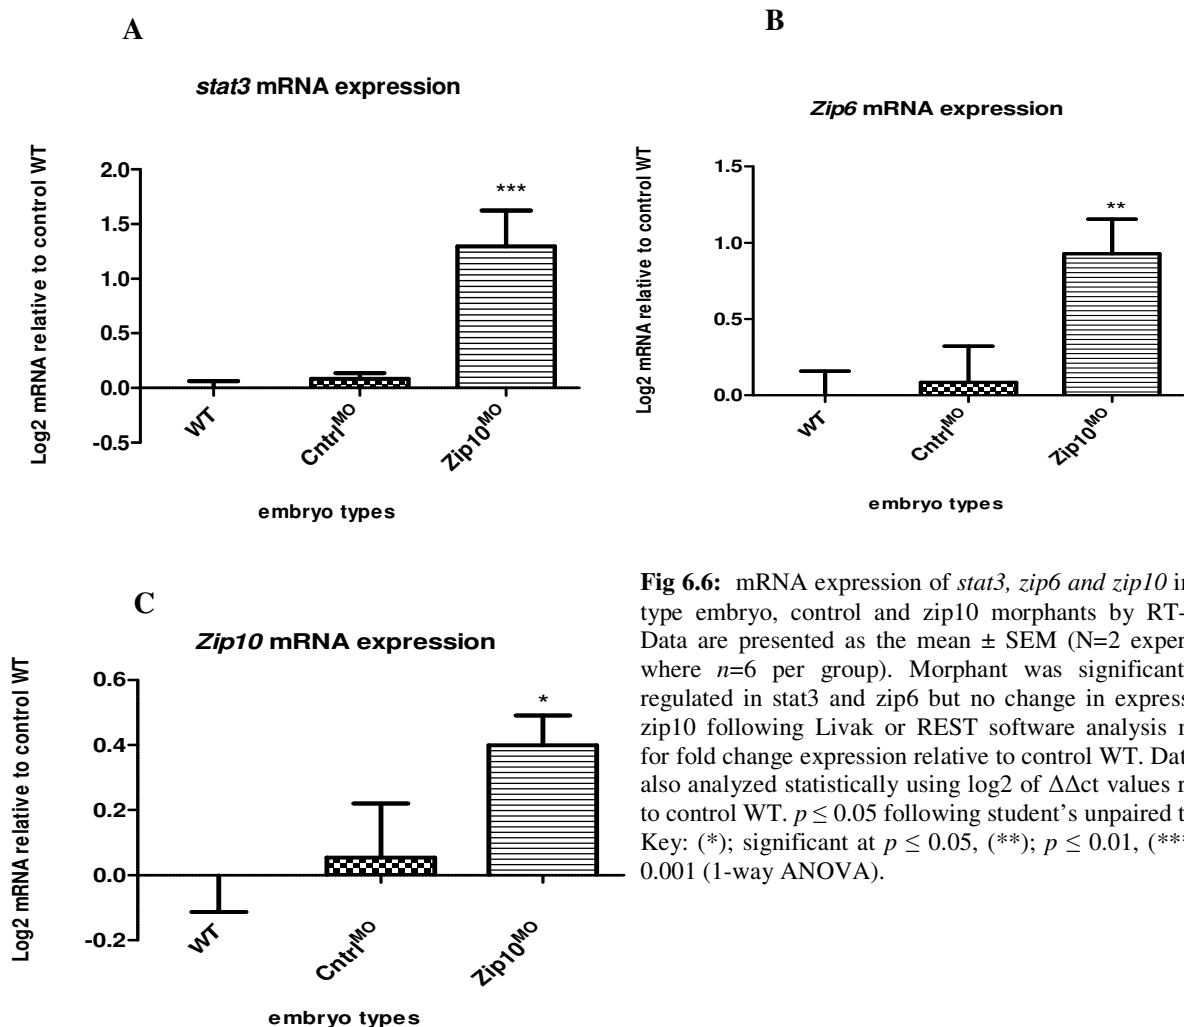 A
stat3 mRNA expression
Log2 mRNA relative to control WT
2.0
1.5
1.0
0.5
0.0
-0.5
***
WT
Cntrl^MO
Zip10^MO
embryo types
B
Zip6 mRNA expression
Log2 mRNA relative to control WT
1.5
1.0
0.5
0.0
**
WT
Cntrl^MO
Zip10^MO
embryo types
C
Zip10 mRNA expression
Log2 mRNA relative to control WT
0.6
0.4
0.2
0.0
-0.2
*
WT
Cntrl^MO
Zip10^MO
embryo types
Fig 6.6: mRNA expression of stat3, zip6 and zip10 in
type embryo, control and zip10 morphants by RT-
Data are presented as the mean ± SEM (N=2 exper
where n=6 per group). Morphant was significant
regulated in stat3 and zip6 but no change in express
zip10 following Livak or REST software analysis m
for fold change expression relative to control WT. Dat
also analyzed statistically using log2 of ΔΔct values r
to control WT. p ≤ 0.05 following student's unpaired t
Key: (*); significant at p ≤ 0.05, (**); p ≤ 0.01, (***
0.001 (1-way ANOVA).